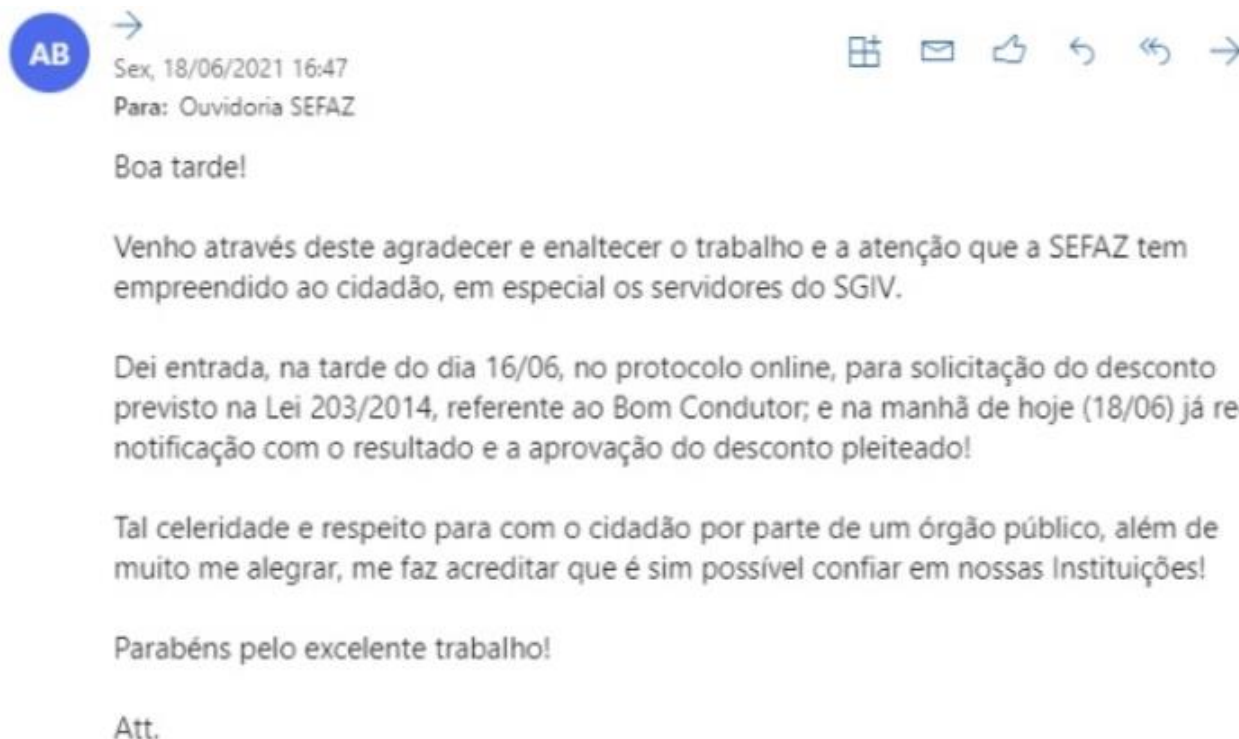 AB
Sex, 18/06/2021 16:47
Para: Ouvidoria SEFAZ
Boa tarde!
Venho através deste agradecer e enaltecer o trabalho e a atenção que a SEFAZ tem
empreendido ao cidadão, em especial os servidores do SGIV.
Dei entrada, na tarde do dia 16/06, no protocolo online, para solicitação do desconto
previsto na Lei 203/2014, referente ao Bom Condutor; e na manhã de hoje (18/06) já re
notificação com o resultado e a aprovação do desconto pleiteado!
Tal celeridade e respeito para com o cidadão por parte de um órgão público, além de
muito me alegrar, me faz acreditar que é sim possível confiar em nossas Instituições!
Parabéns pelo excelente trabalho!
Att.